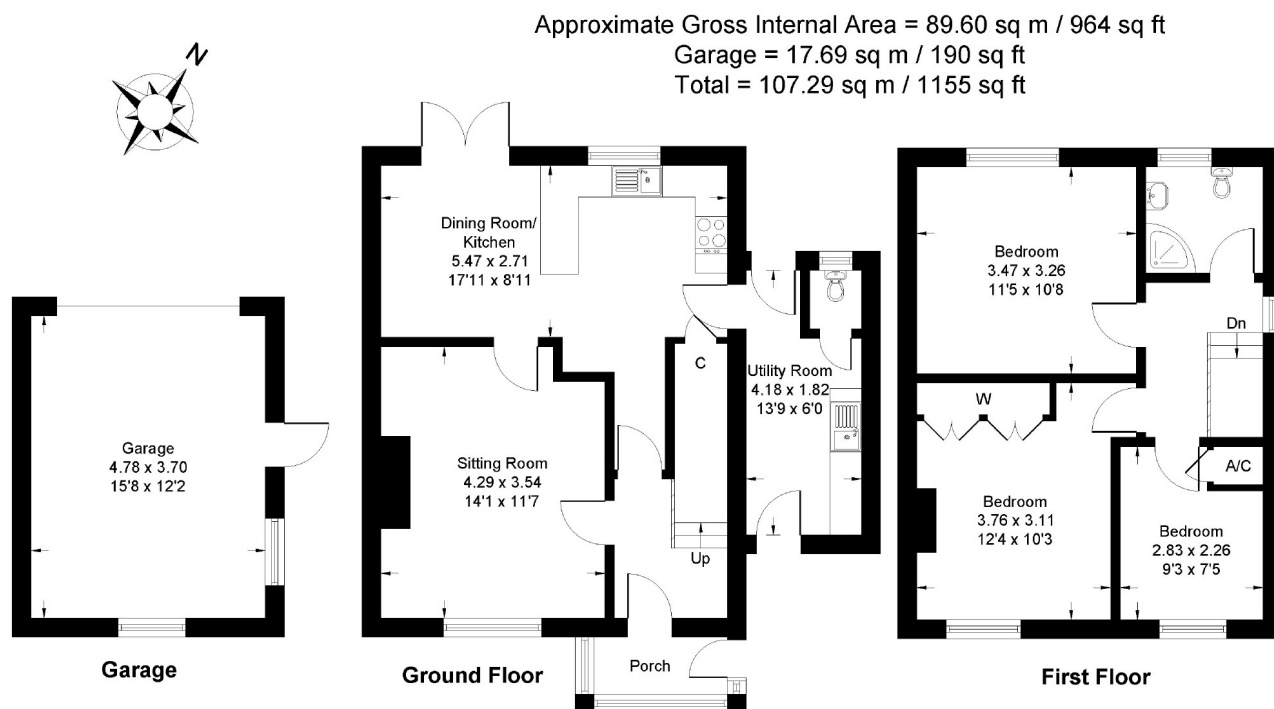 Approximate Gross Internal Area = 89.60 sq m / 964 sq ft
Garage = 17.69 sq m / 190 sq ft
Total = 107.29 sq m / 1155 sq ft
N
Garage
4.78 x 3.70
15'8 x 12'2
Garage
Dining Room/
Kitchen
5.47 x 2.71
17'11 x 8'11
C
Utility Room
4.18 x 1.82
13'9 x 6'0
Sitting Room
4.29 x 3.54
14'1 x 11'7
Up
Porch
Ground Floor
Bedroom
3.47 x 3.26
11'5 x 10'8
Dn
W
A/C
Bedroom
3.76 x 3.11
12'4 x 10'3
Bedroom
2.83 x 2.26
9'3 x 7'5
First Floor